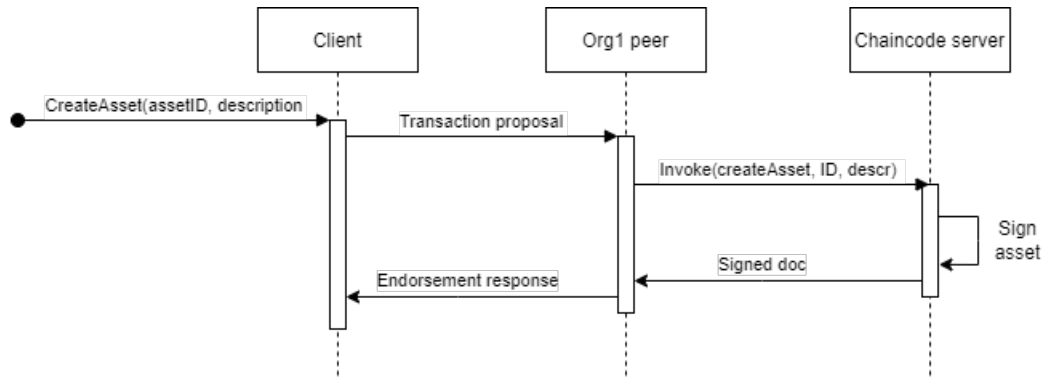 Client
Org1 peer
Chaincode server
CreateAsset(assetID, description
Transaction proposal
Invoke(createAsset, ID, descr)
Sign
asset
Signed doc
Endorsement response